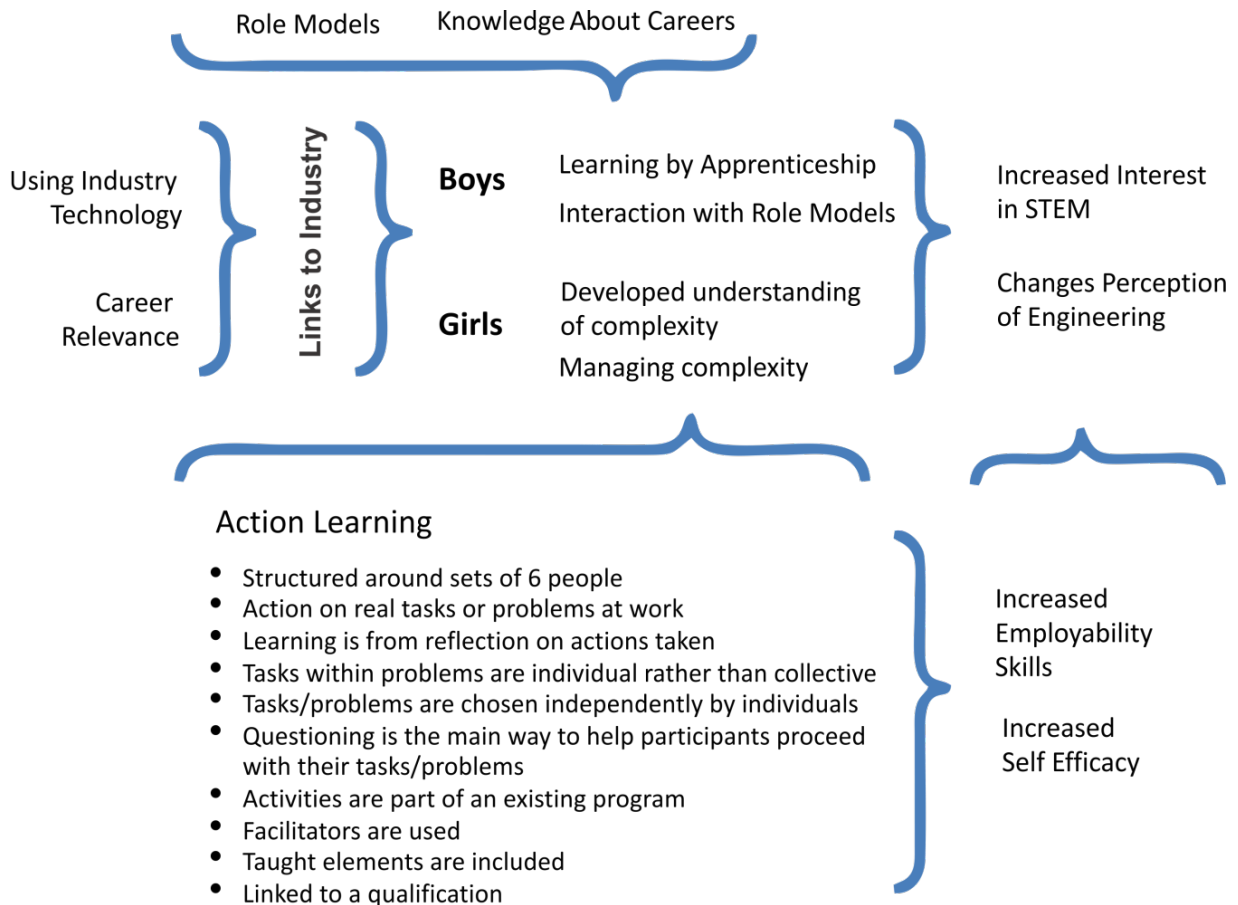 Role Models
Knowledge About Careers
Using Industry
Technology
Career
Relevance
Links to Industry
Boys
Learning by Apprenticeship
Interaction with Role Models
Girls
Developed understanding
of complexity
Managing complexity
Increased Interest
in STEM
Changes Perception
of Engineering
Action Learning
• Structured around sets of 6 people
• Action on real tasks or problems at work
• Learning is from reflection on actions taken
• Tasks within problems are individual rather than collective
• Tasks/problems are chosen independently by individuals
• Questioning is the main way to help participants proceed
with their tasks/problems
• Activities are part of an existing program
• Facilitators are used
• Taught elements are included
• Linked to a qualification
Increased
Employability
Skills
Increased
Self Efficacy